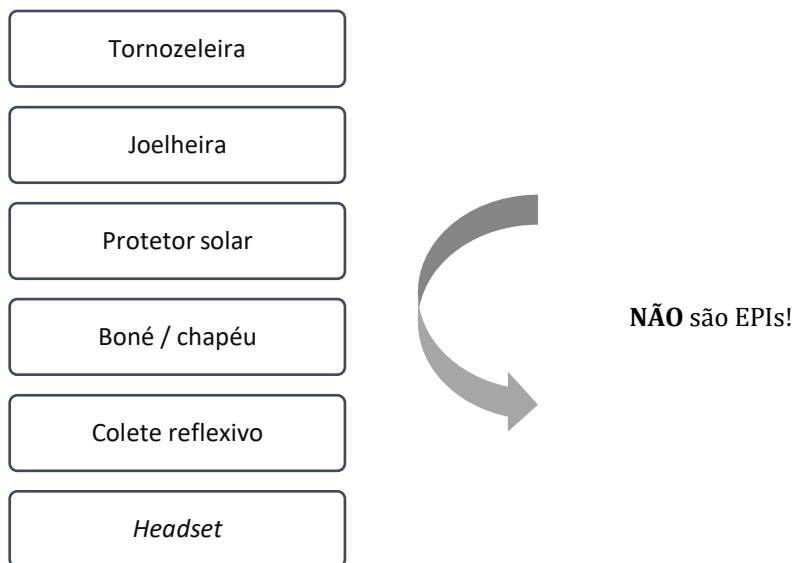 Tornozeleira
Joelheira
Protetor solar
Boné / chapéu
Colete reflexivo
Headset
NÃO são EPIs!